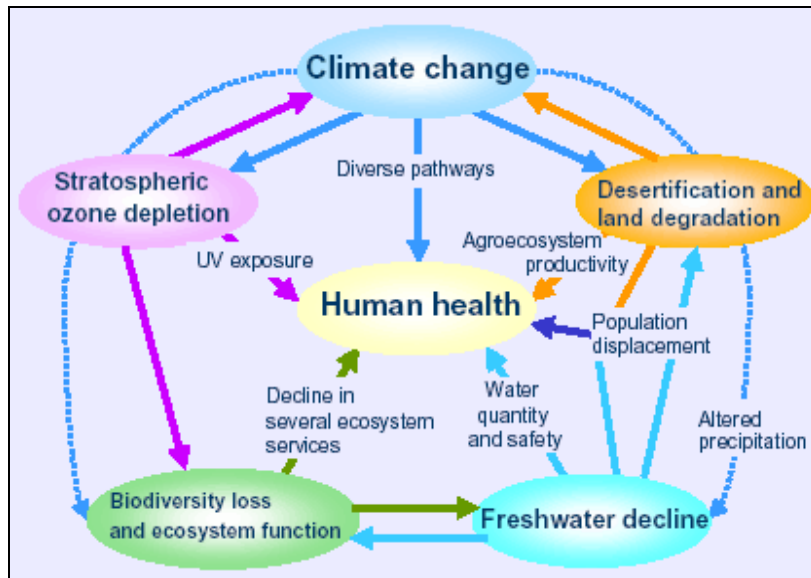 Climate change
Diverse pathways
Stratospheric
ozone depletion
Desertification and
land degradation
UV exposure
Agroecosystem
productivity
Human health
Population
displacement
Decline in
several ecosystem
services
Water
quantity
and safety
Altered
precipitation
Biodiversity loss
and ecosystem function
Freshwater decline